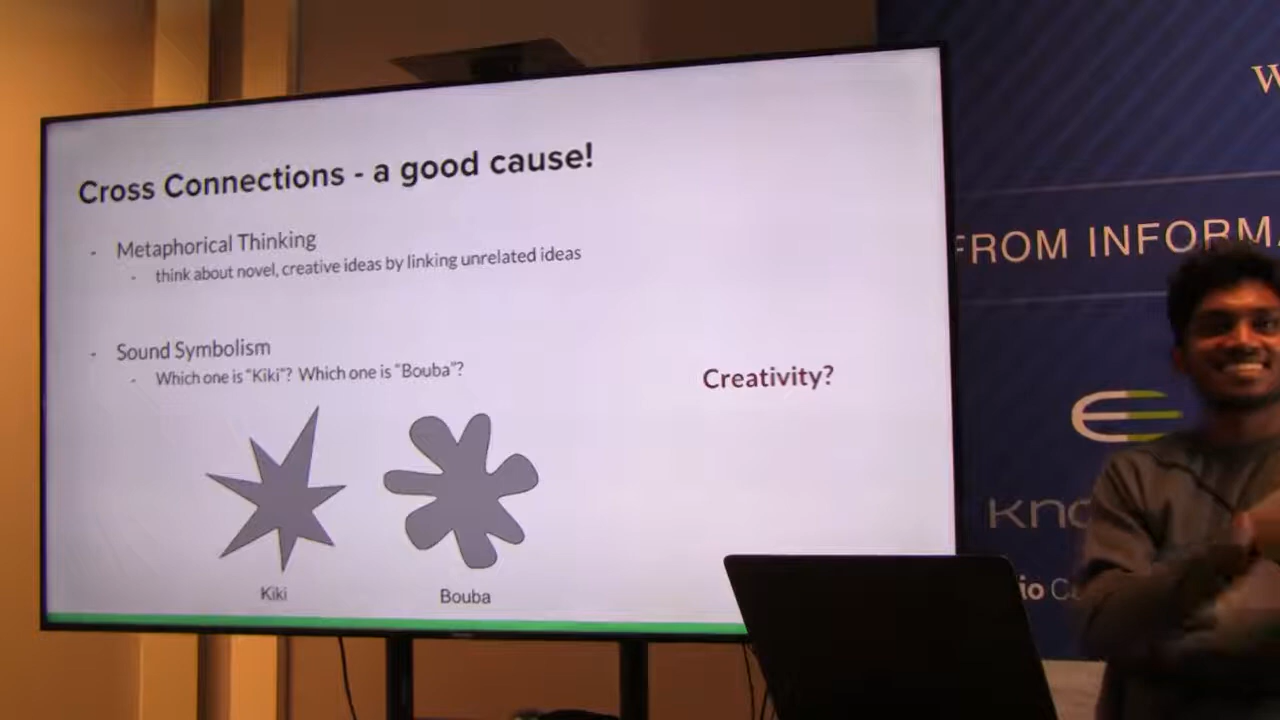 Cross Connections - a good cause!
- Metaphorical Thinking
- think about novel, creative ideas by linking unrelated ideas
- Sound Symbolism
- Which one is "Kiki"? Which one is "Bouba"?
Creativity?
Kiki
Bouba
W
FROM INFORMA
Kno
io C